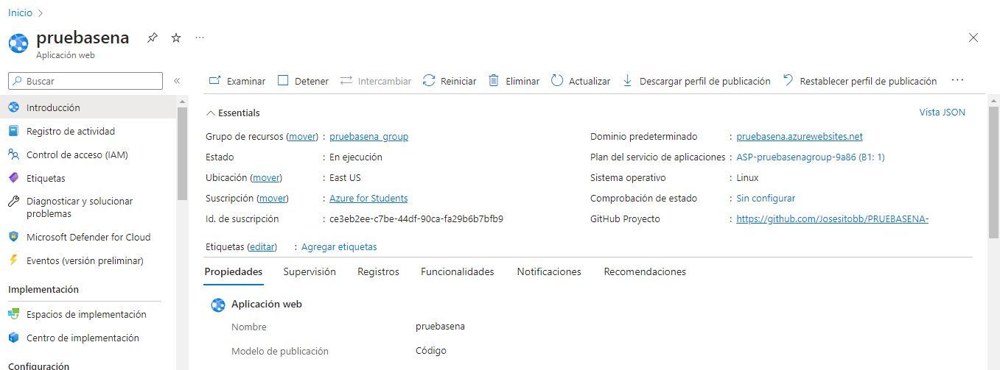 Inicio
pruebasena
Aplicación web
Buscar
Introducción
Registro de actividad
Control de acceso (IAM)
Etiquetas
Diagnosticar y solucionar
problemas
Microsoft Defender for Cloud
Eventos (versión preliminar)
Implementación
Espacios de implementación
Centro de implementación
Configuración
Examinar Detener Intercambiar Reiniciar Eliminar Actualizar Descargar perfil de publicación Restablecer perfil de publicación
Essentials Vista JSON
Grupo de recursos (mover) : pruebasena_group
Estado : En ejecución
Ubicación (mover) : East US
Suscripción (mover) : Azure for Students
Id. de suscripción : ce3eb2ee-c7be-44df-90ca-fa29b6b7bfb9
Dominio predeterminado : pruebasena.azurewebsites.net
Plan del servicio de aplicaciones : ASP-pruebasenagroup-9a86 (B1: 1)
Sistema operativo : Linux
Comprobación de estado : Sin configurar
GitHub Proyecto : https://github.com/Josesitobb/PRUEBASENA-
Etiquetas (editar) : Agregar etiquetas
Propiedades Supervisión Registros Funcionalidades Notificaciones Recomendaciones
Aplicación web
Nombre pruebasena
Modelo de publicación Código